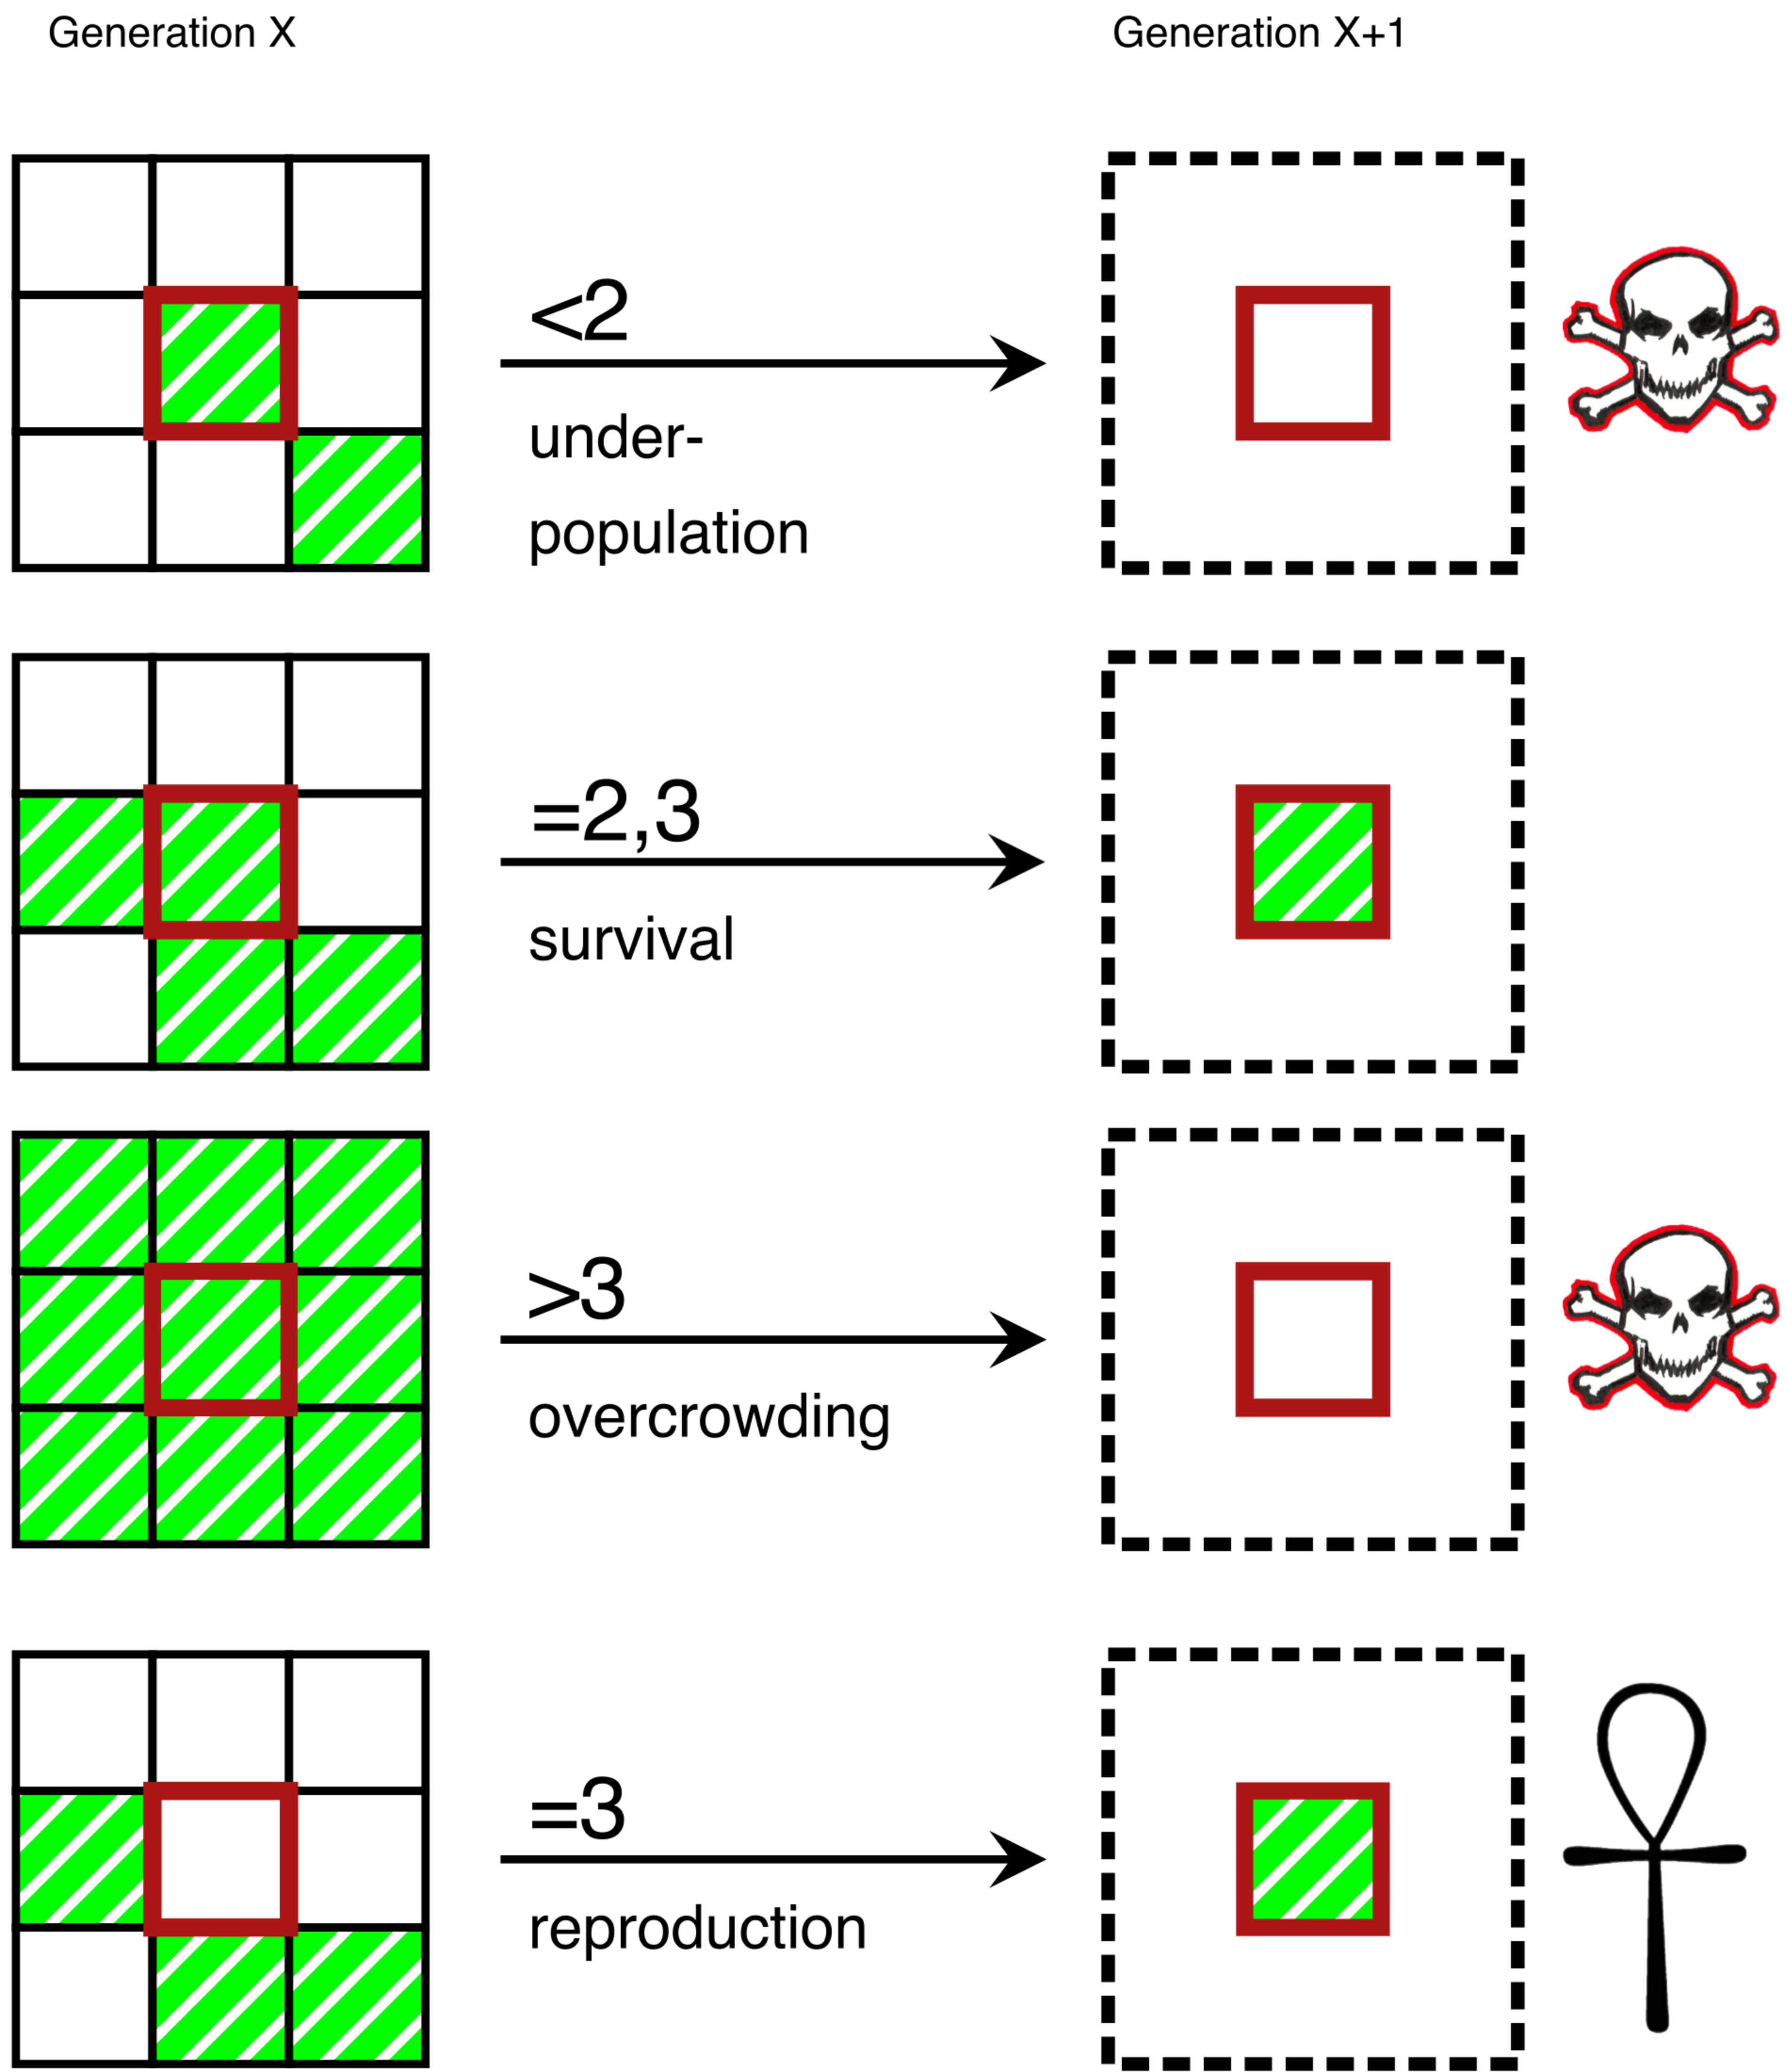 Generation X
Generation X+1
<2
under-
population
=2,3
survival
>3
overcrowding
=3
reproduction